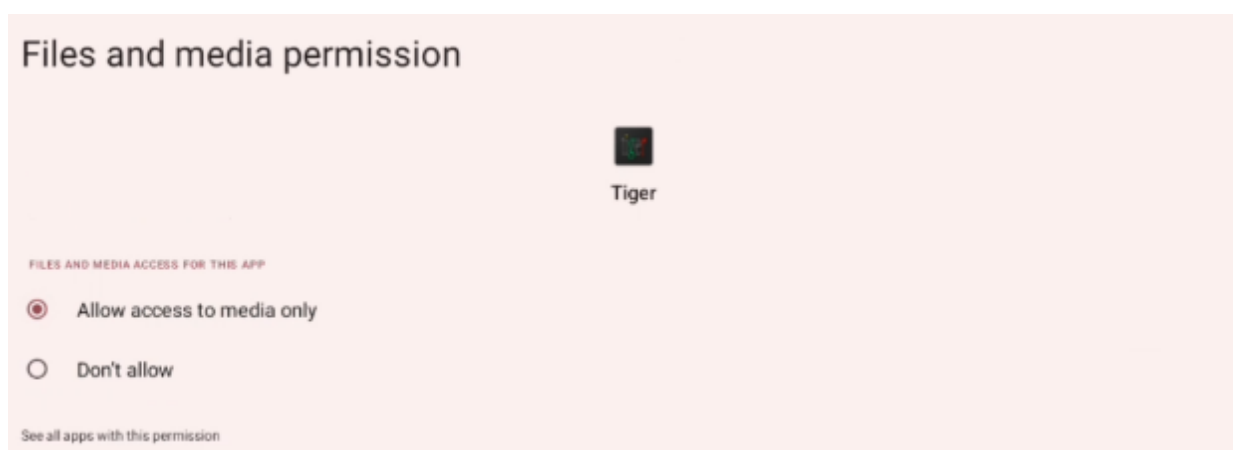 Files and media permission
Tiger
FILES AND MEDIA ACCESS FOR THIS APP
Allow access to media only
Don't allow
See all apps with this permission